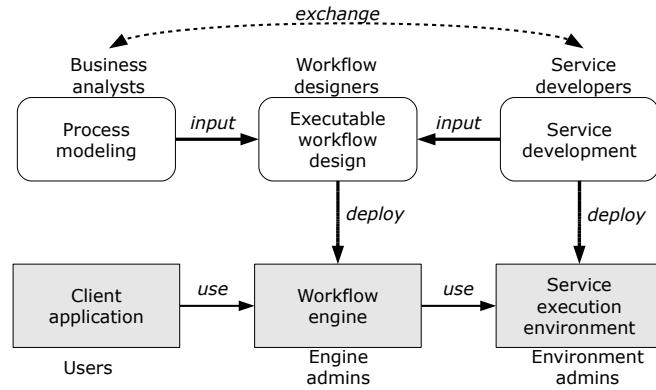 exchange
Business
analysts
Workflow
designers
Service
developers
Process
modeling
input
Executable
workflow
design
input
Service
development
deploy
deploy
Client
application
use
Workflow
engine
use
Service
execution
environment
Users
Engine
admins
Environment
admins